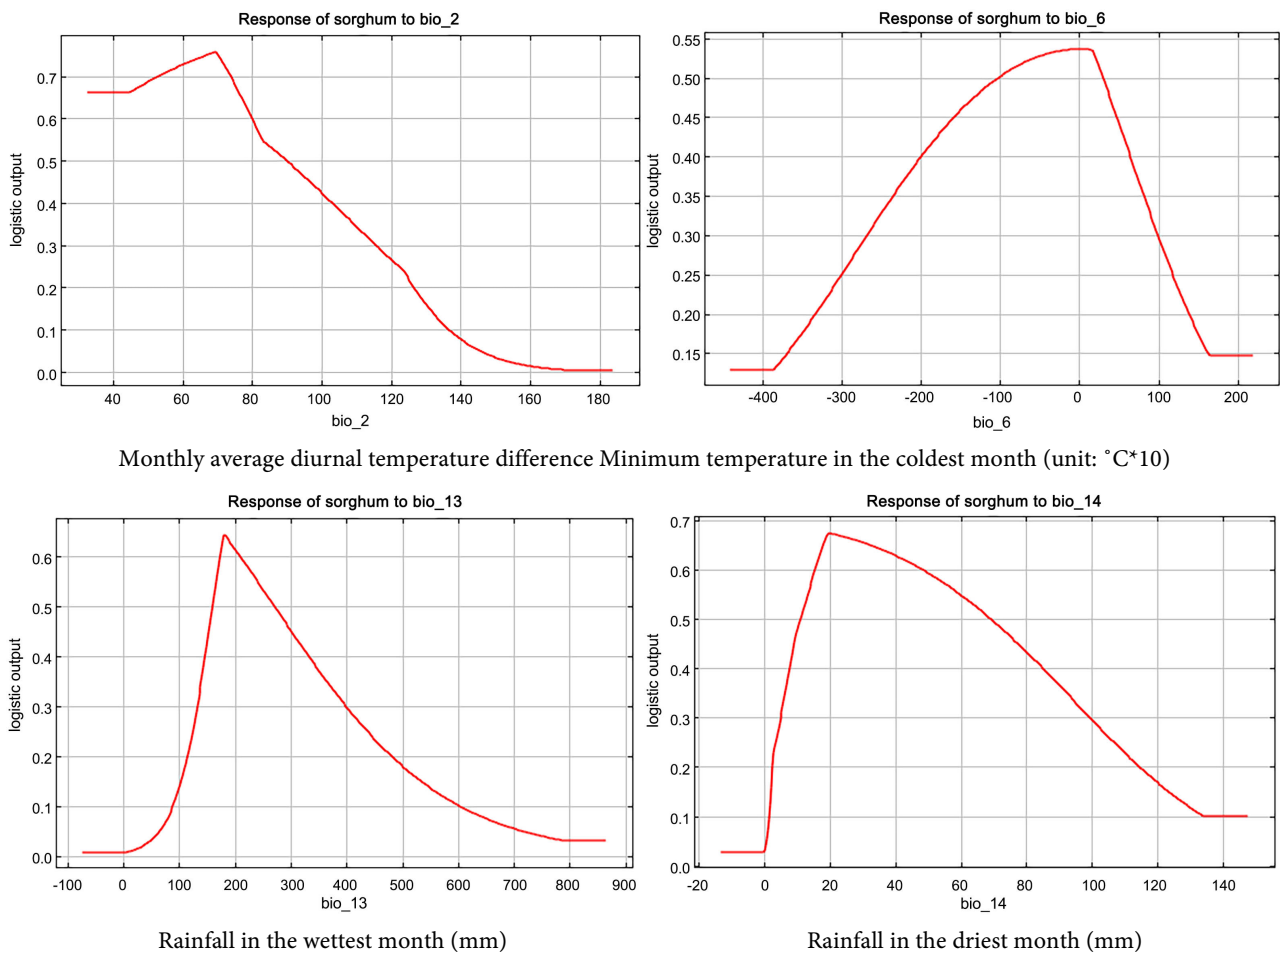 Response of sorghum to bio_2
0.7
0.6
0.5
0.4
0.3
0.2
0.1
0.0
logistic output
40 60 80 100 120 140 160 180
bio_2
Response of sorghum to bio_6
0.55
0.50
0.45
0.40
0.35
0.30
0.25
0.20
0.15
logistic output
-400 -300 -200 -100 0 100 200
bio_6
Monthly average diurnal temperature difference Minimum temperature in the coldest month (unit: ˚C*10)
Response of sorghum to bio_13
0.6
0.5
0.4
0.3
0.2
0.1
0.0
logistic output
-100 0 100 200 300 400 500 600 700 800 900
bio_13
Rainfall in the wettest month (mm)
Response of sorghum to bio_14
0.7
0.6
0.5
0.4
0.3
0.2
0.1
0.0
logistic output
-20 0 20 40 60 80 100 120 140
bio_14
Rainfall in the driest month (mm)